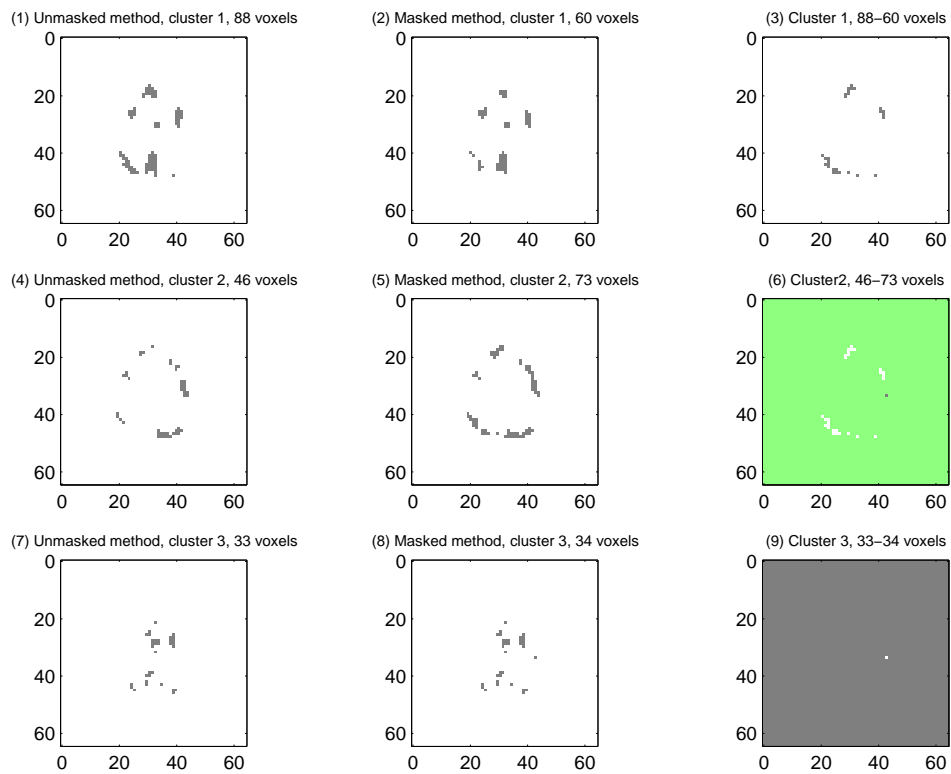 (1) Unmasked method, cluster 1, 88 voxels
(2) Masked method, cluster 1, 60 voxels
(3) Cluster 1, 88−60 voxels
0
20
40
60
0 20 40 60
0
20
40
60
0 20 40 60
0
20
40
60
0 20 40 60
(4) Unmasked method, cluster 2, 46 voxels
(5) Masked method, cluster 2, 73 voxels
(6) Cluster2, 46−73 voxels
0
20
40
60
0 20 40 60
0
20
40
60
0 20 40 60
0
20
40
60
0 20 40 60
(7) Unmasked method, cluster 3, 33 voxels
(8) Masked method, cluster 3, 34 voxels
(9) Cluster 3, 33−34 voxels
0
20
40
60
0 20 40 60
0
20
40
60
0 20 40 60
0
20
40
60
0 20 40 60